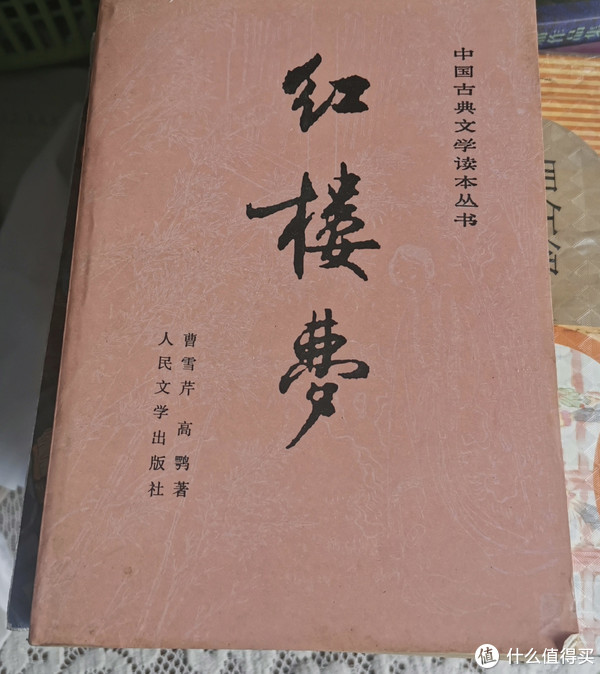 中国古典文学读本丛书
红楼梦
曹雪芹 高鹗著
人民文学出版社
值 什么值得买